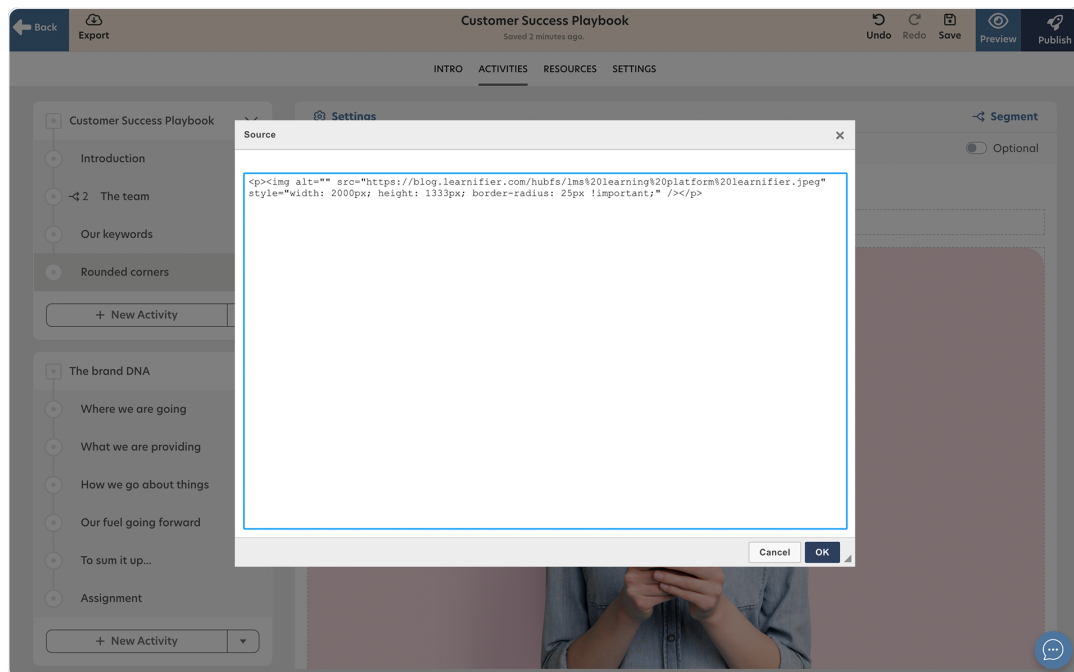 Back
Export
Customer Success Playbook
Saved 2 minutes ago.
Undo
Redo
Save
Preview
Publish
INTRO
ACTIVITIES
RESOURCES
SETTINGS
Customer Success Playbook
Introduction
2 The team
Our keywords
Rounded corners
+ New Activity
The brand DNA
Where we are going
What we are providing
How we go about things
Our fuel going forward
To sum it up...
Assignment
+ New Activity
Settings
Segment
Optional
Source
<p><img alt="" src="https://blog.learnifier.com/hubfs/lms%20learning%20platform%20learnifier.jpeg"
style="width: 2000px; height: 1333px; border-radius: 25px !important;" /></p>
Cancel
OK